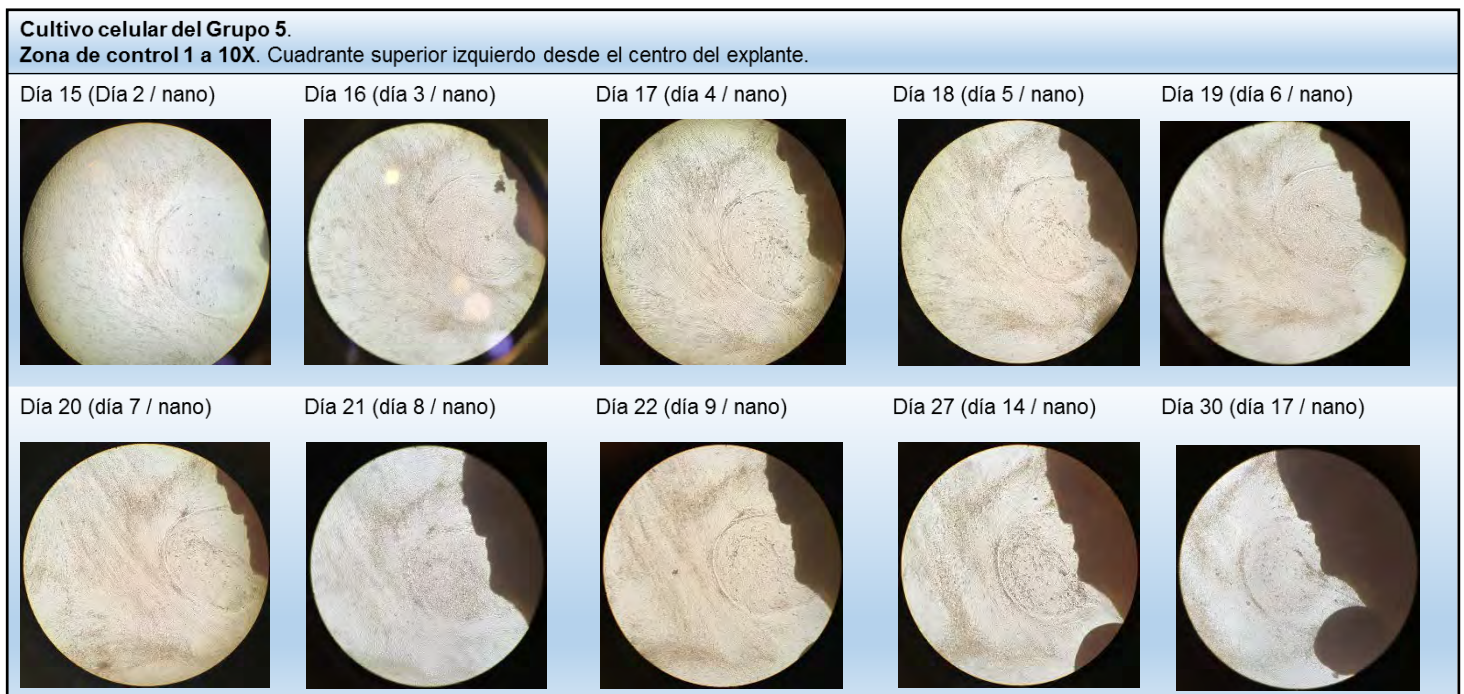 Cultivo celular del Grupo 5.
Zona de control 1 a 10X. Cuadrante superior izquierdo desde el centro del explante.
Día 15 (Día 2 / nano)
Día 16 (día 3 / nano)
Día 17 (día 4 / nano)
Día 18 (día 5 / nano)
Día 19 (día 6 / nano)
Día 20 (día 7 / nano)
Día 21 (día 8 / nano)
Día 22 (día 9 / nano)
Día 27 (día 14 / nano)
Día 30 (día 17 / nano)